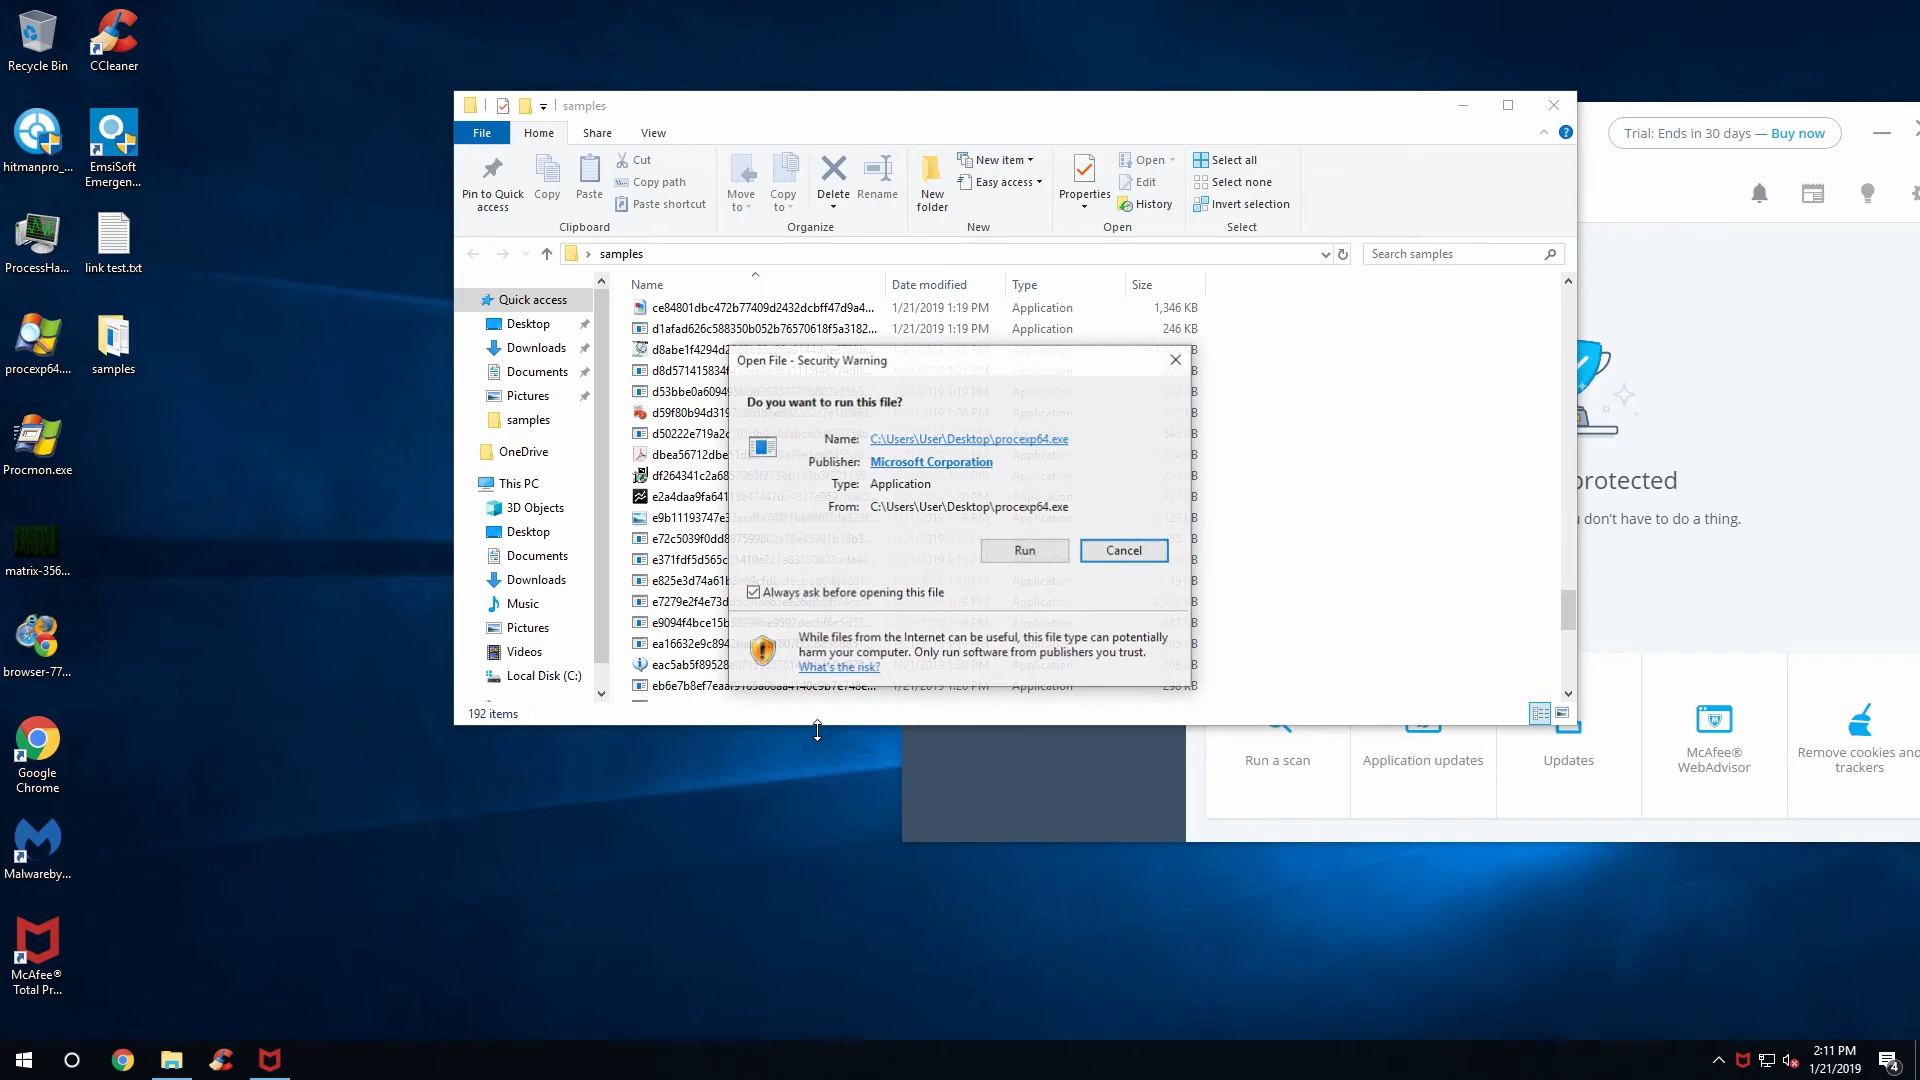 Recycle Bin
CCleaner
hitmanpro_...
EmsiSoft
Emergen...
ProcessHa...
link test.txt
procexp64....
samples
Procmon.exe
matrix-356...
browser-77...
Google
Chrome
Malwareby...
McAfee®
Total Pr...
samples
File
Home
Share
View
Pin to Quick
access
Copy
Paste
Cut
Copy path
Paste shortcut
Clipboard
Move
to
Copy
to
Delete
Rename
Organize
New
folder
New item
Easy access
New
Properties
Open
Edit
History
Open
Select all
Select none
Invert selection
Select
samples
Search samples
Quick access
Desktop
Downloads
Documents
Pictures
samples
OneDrive
This PC
3D Objects
Desktop
Documents
Downloads
Music
Pictures
Videos
Local Disk (C:)
Name
Date modified
Type
Size
ce84801dbc472b77409d2432dcbff47d9a4... 1/21/2019 1:19 PM Application 1,346 KB
d1afad626c588350b052b76570618f5a3182... 1/21/2019 1:19 PM Application 246 KB
192 items
Open File - Security Warning
Do you want to run this file?
Name: C:\Users\User\Desktop\procexp64.exe
Publisher: Microsoft Corporation
Type: Application
From: C:\Users\User\Desktop\procexp64.exe
Run
Cancel
Always ask before opening this file
While files from the Internet can be useful, this file type can potentially
harm your computer. Only run software from publishers you trust.
What's the risk?
Trial: Ends in 30 days — Buy now
protected
don't have to do a thing.
Run a scan
Application updates
Updates
McAfee®
WebAdvisor
Remove cookies and
trackers
2:11 PM
1/21/2019
4